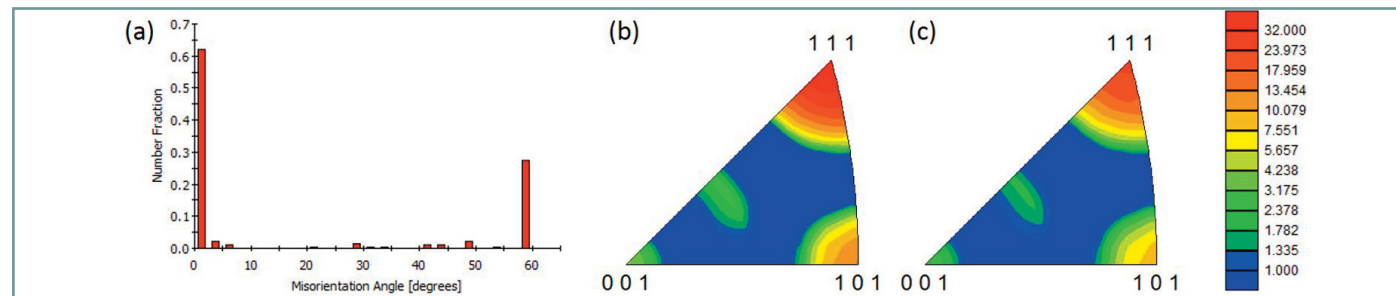 (a)
0.7
0.6
0.5
0.4
0.3
0.2
0.1
0.0
Number Fraction
0 10 20 30 40 50 60
Misorientation Angle [degrees]
(b)
1 1 1
0 0 1
1 0 1
(c)
1 1 1
0 0 1
1 0 1
32.000
23.973
17.959
13.454
10.079
7.551
5.657
4.238
3.175
2.378
1.782
1.335
1.000